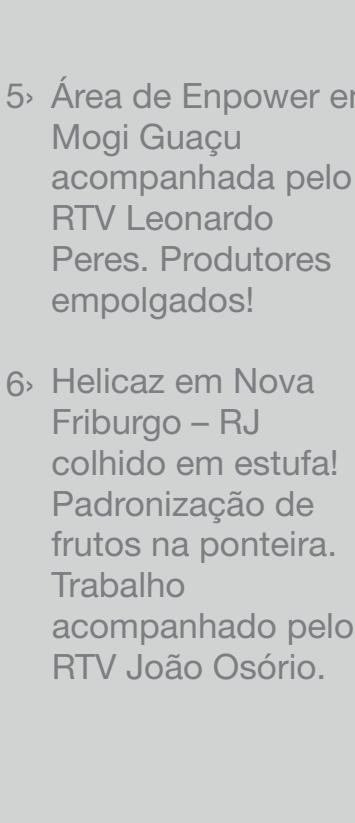 5› Área de Enpower
Mogi Guaçu
acompanhada pelo
RTV Leonardo
Peres. Produtores
empolgados!
6› Helicaz em Nova
Friburgo – RJ
colhido em estufa!
Padronização de
frutos na ponteira.
Trabalho
acompanhado pelo
RTV João Osório.